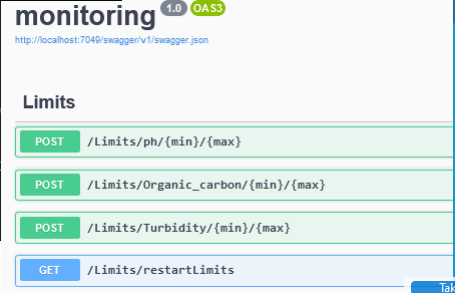 monitoring 1.0 OAS3
http://localhost:7049/swagger/v1/swagger.json
Limits
POST /Limits/ph/{min}/{max}
POST /Limits/Organic_carbon/{min}/{max}
POST /Limits/Turbidity/{min}/{max}
GET /Limits/restartLimits
Tak